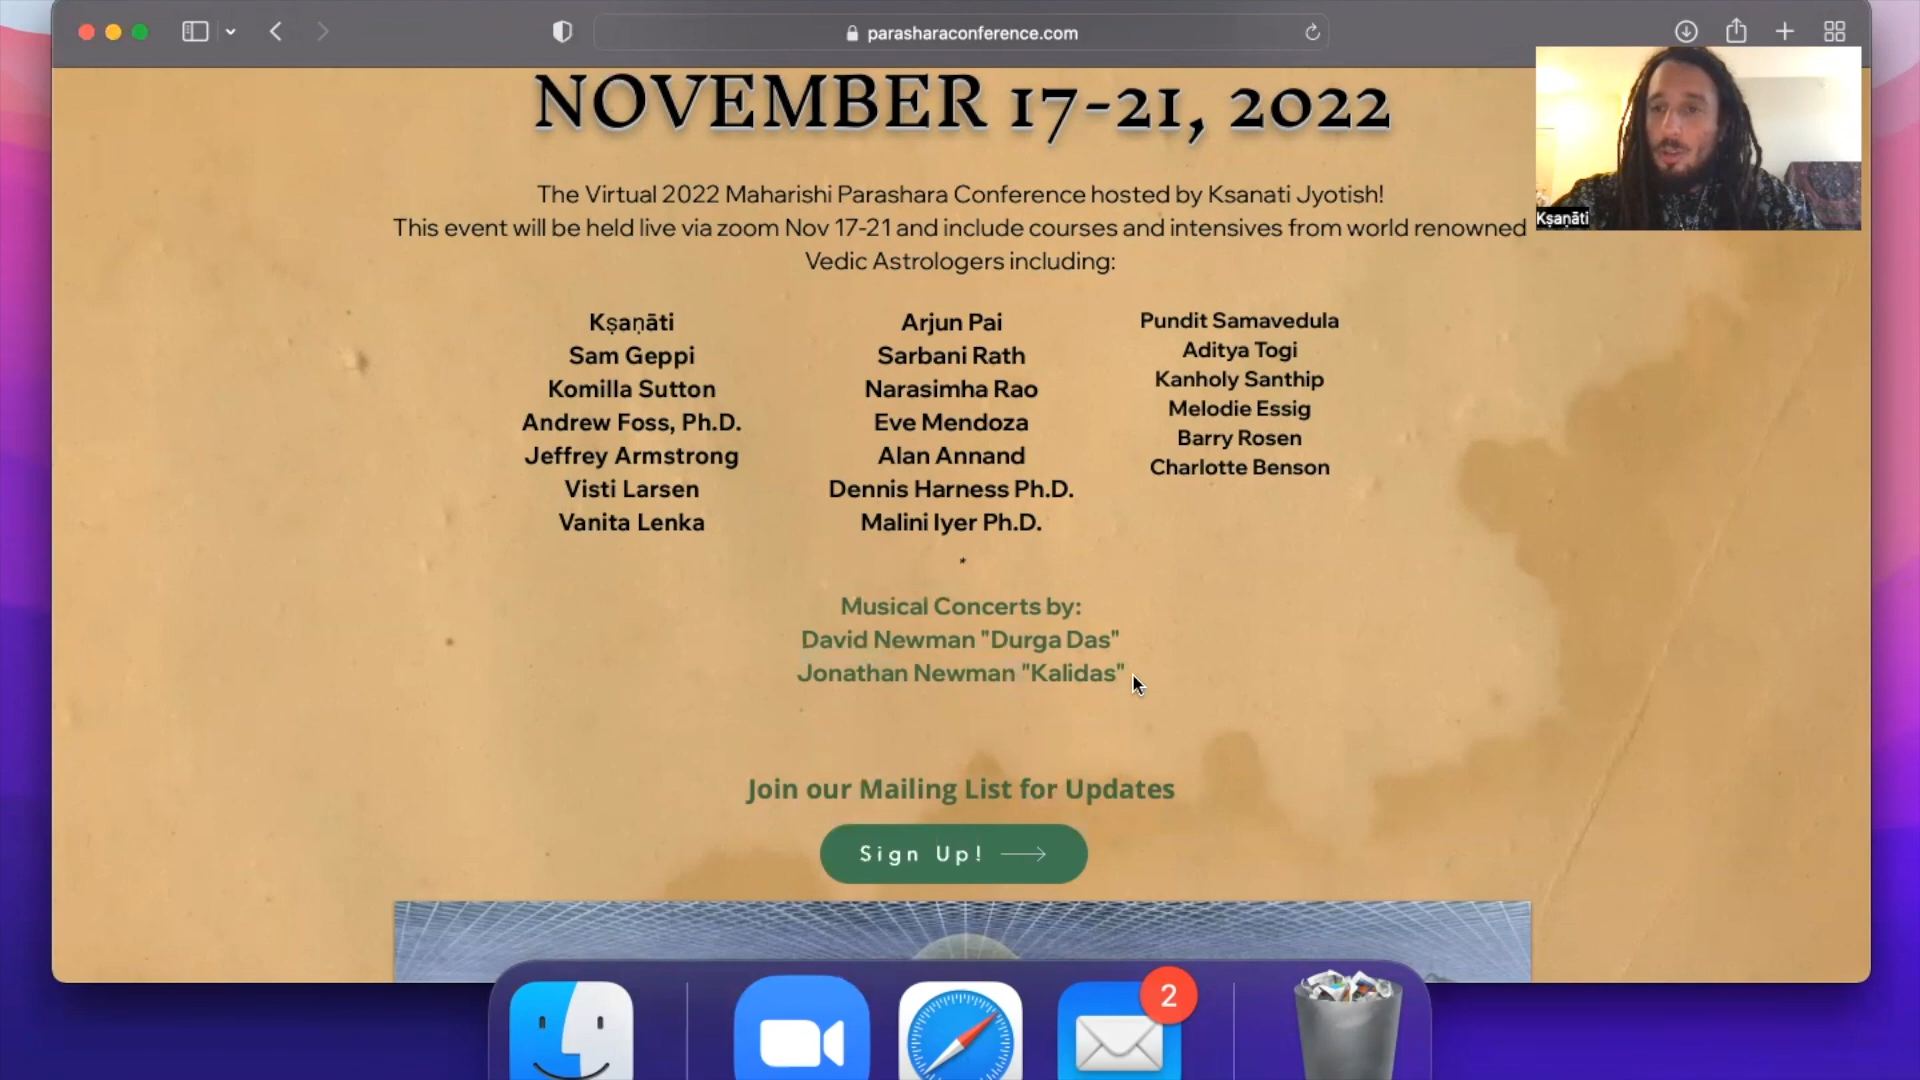 parasharaconference.com
NOVEMBER 17-21, 2022
The Virtual 2022 Maharishi Parashara Conference hosted by Ksanati Jyotish!
This event will be held live via zoom Nov 17-21 and include courses and intensives from world renowned
Vedic Astrologers including:
Kṣaṇāti
Sam Geppi
Komilla Sutton
Andrew Foss, Ph.D.
Jeffrey Armstrong
Visti Larsen
Vanita Lenka
Arjun Pai
Sarbani Rath
Narasimha Rao
Eve Mendoza
Alan Annand
Dennis Harness Ph.D.
Malini Iyer Ph.D.
Pundit Samavedula
Aditya Togi
Kanholy Santhip
Melodie Essig
Barry Rosen
Charlotte Benson
*
Musical Concerts by:
David Newman "Durga Das"
Jonathan Newman "Kalidas"
Join our Mailing List for Updates
Sign Up!
Kṣaṇāti
2